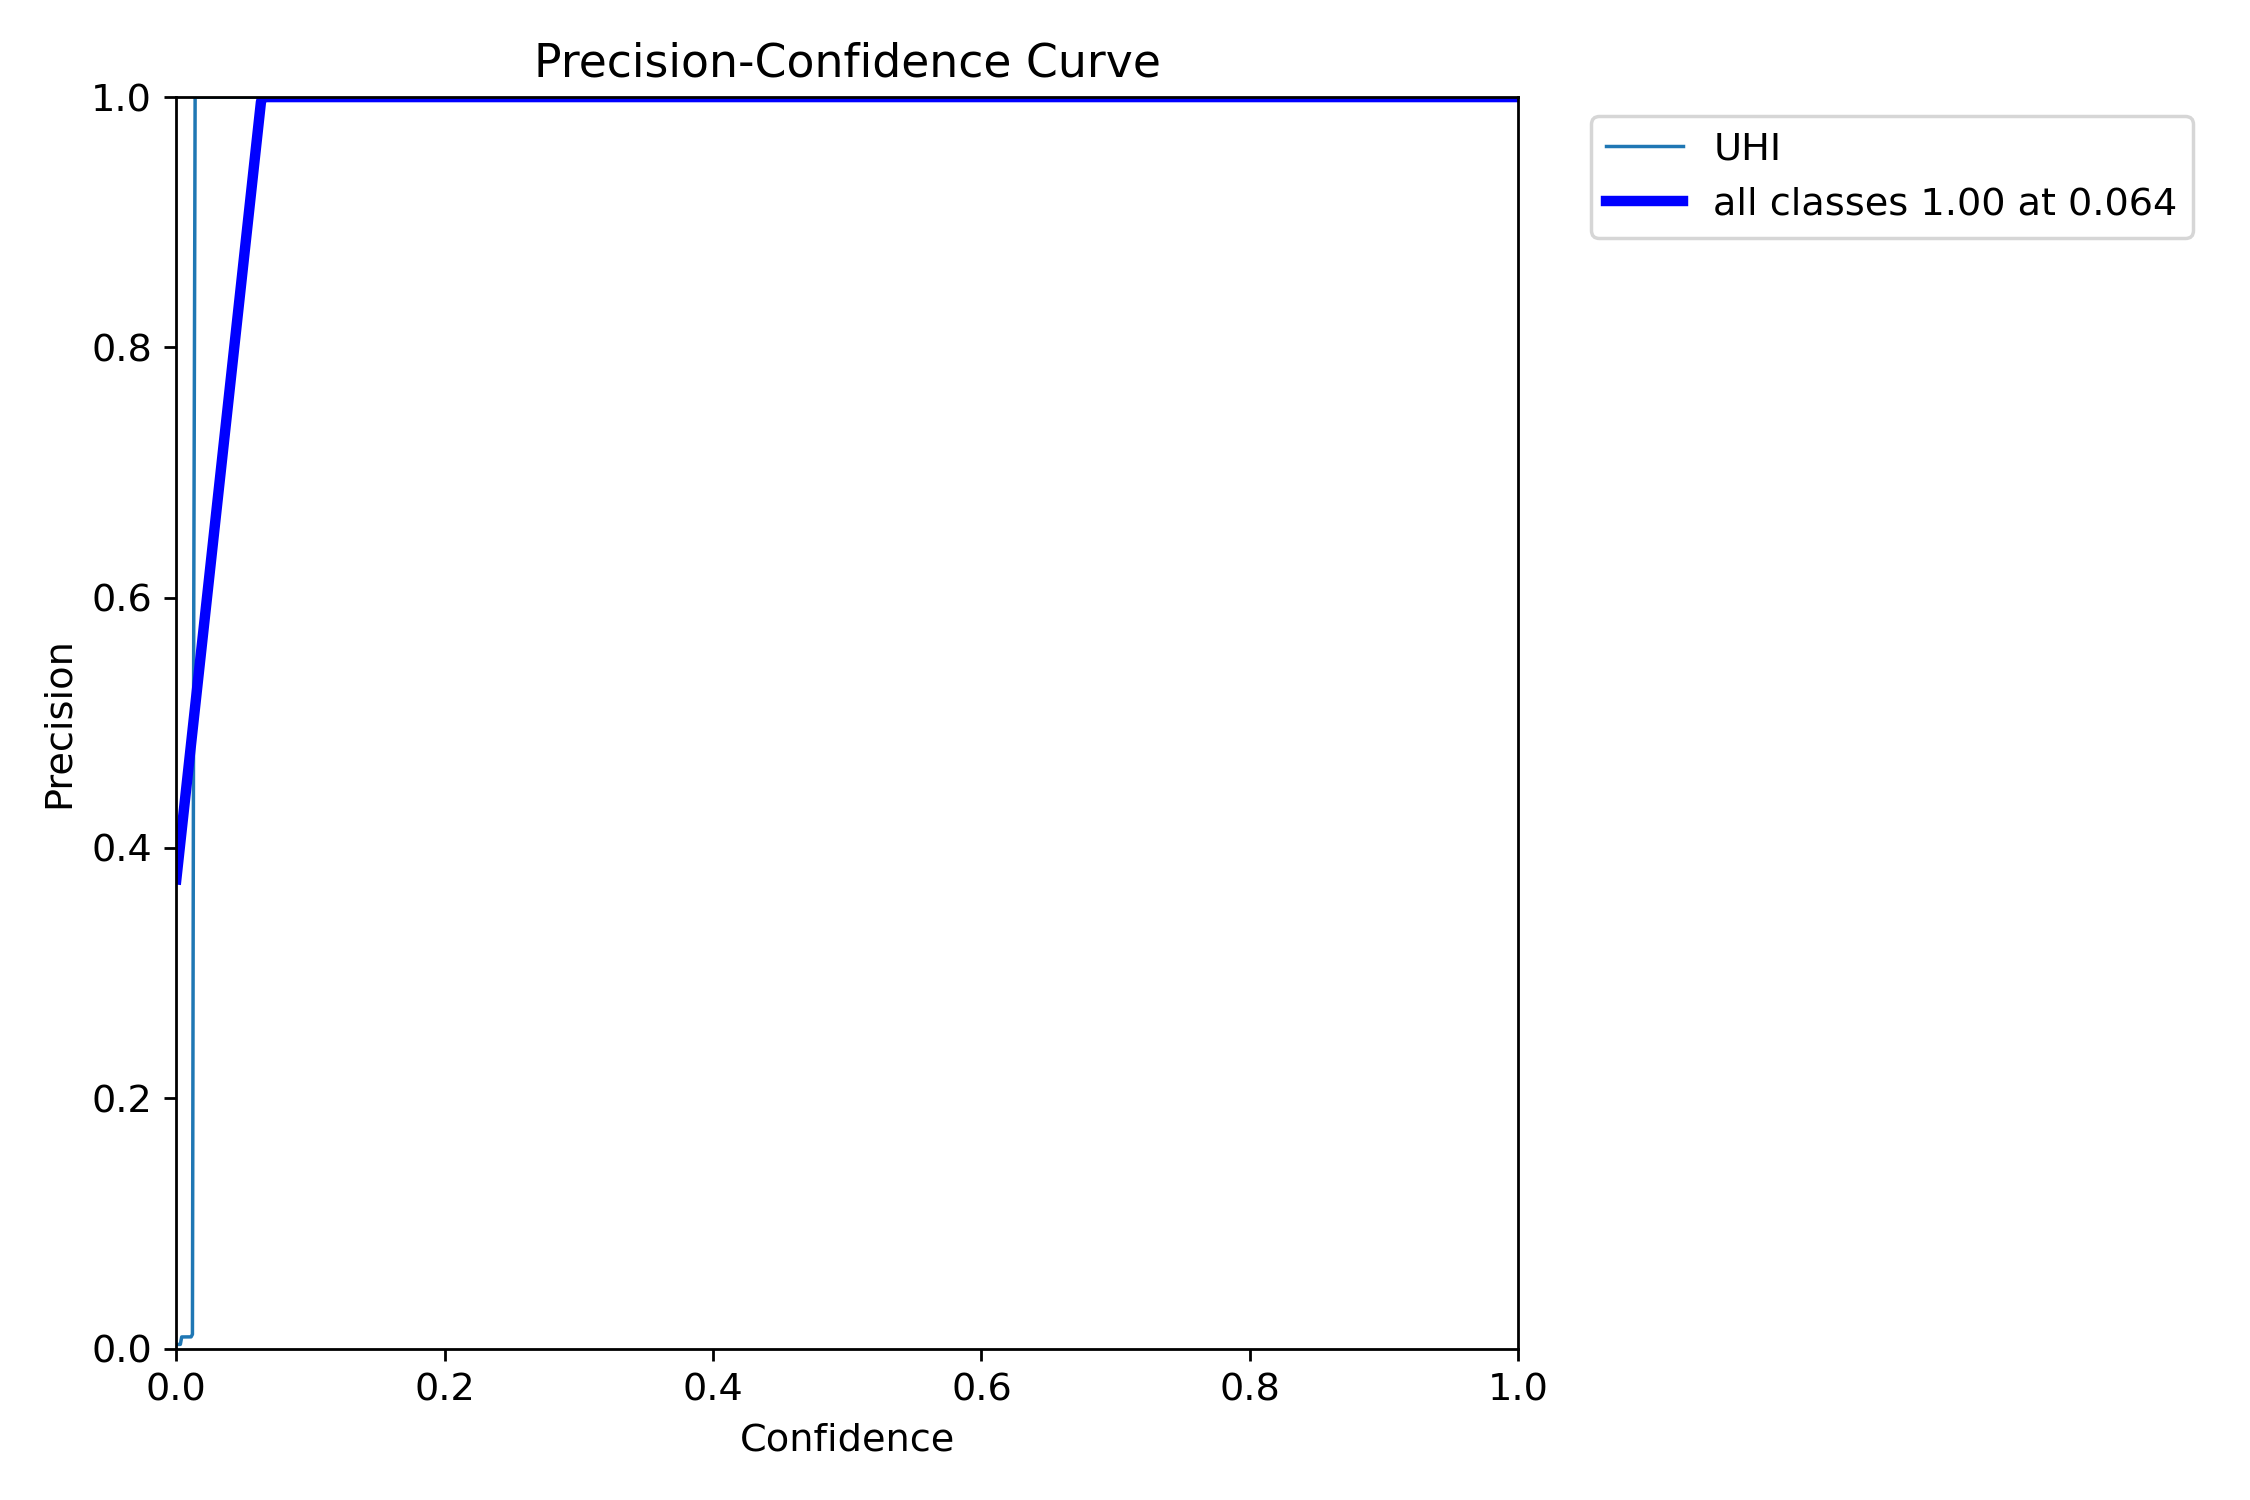 Precision-Confidence Curve
1.0
0.8
0.6
0.4
0.2
0.0
Precision
0.0 0.2 0.4 0.6 0.8 1.0
Confidence
UHI
all classes 1.00 at 0.064